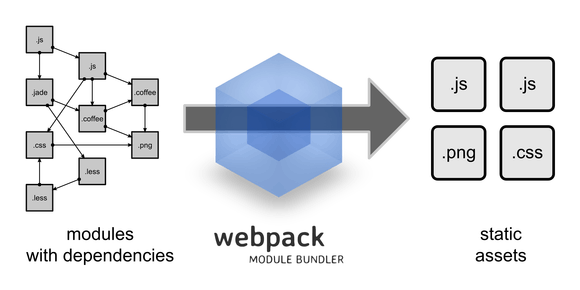 .js
.js
.jade
.coffee
.coffee
.css
.png
.less
.less
modules
with dependencies
webpack
MODULE BUNDLER
.js
.js
.png
.css
static
assets